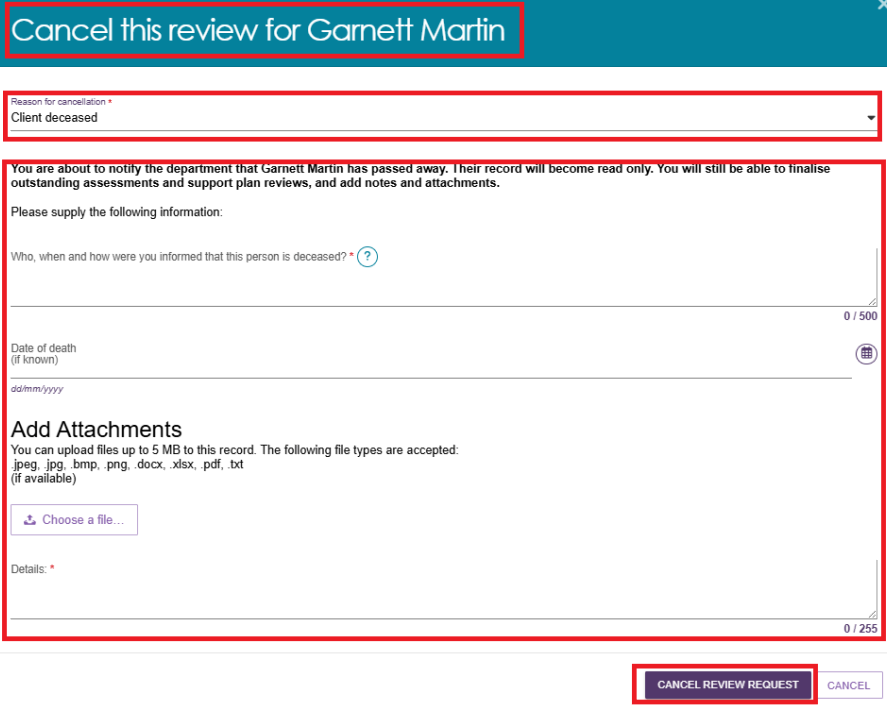 Cancel this review for Garnett Martin
Reason for cancellation *
Client deceased
You are about to notify the department that Garnett Martin has passed away. Their record will become read only. You will still be able to finalise
outstanding assessments and support plan reviews, and add notes and attachments.
Please supply the following information:
Who, when and how were you informed that this person is deceased? * ?
0 / 500
Date of death
(if known)
dd/mm/yyyy
Add Attachments
You can upload files up to 5 MB to this record. The following file types are accepted:
.jpeg, .jpg, .bmp, .png, .docx, .xlsx, .pdf, .txt
(if available)
Choose a file...
Details: *
0 / 255
CANCEL REVIEW REQUEST CANCEL